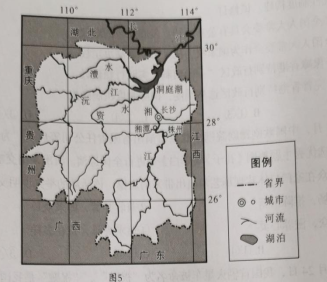 110° 112° 114°
湖北
30°
重庆
澧水
洞庭湖
沅江
资水
湘江
长沙
28°
湘潭
株州
贵州
江西
26°
广西
广东
图例
省界
城市
河流
湖泊
图5